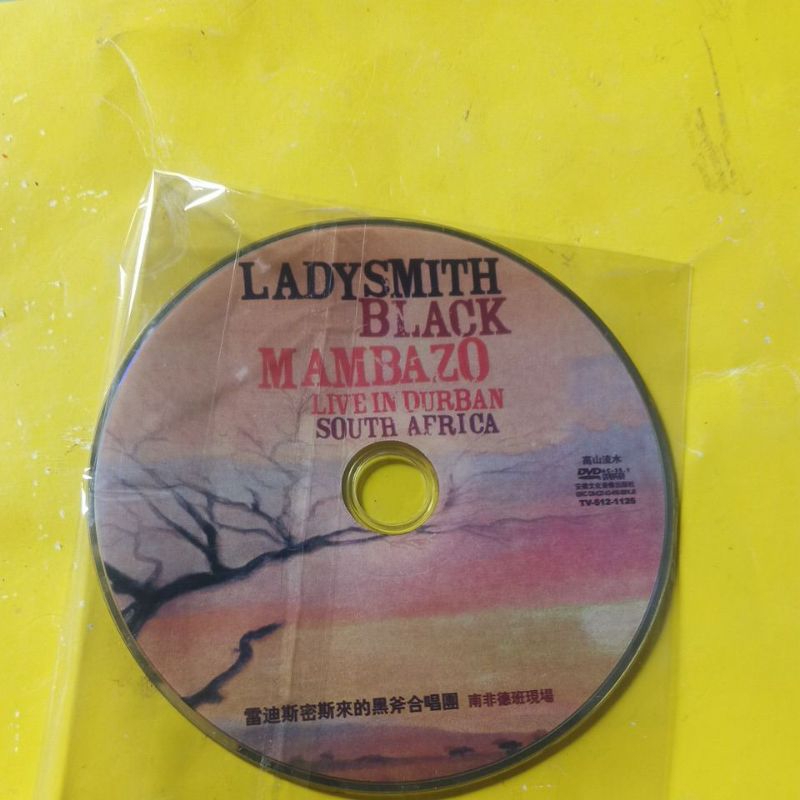 LADYSMITH
BLACK
MAMBAZO
LIVE IN DURBAN
SOUTH AFRICA
高山流水
DVD
TV-512-1126
雷迪斯密斯來的黑斧合唱團 南非德班現場